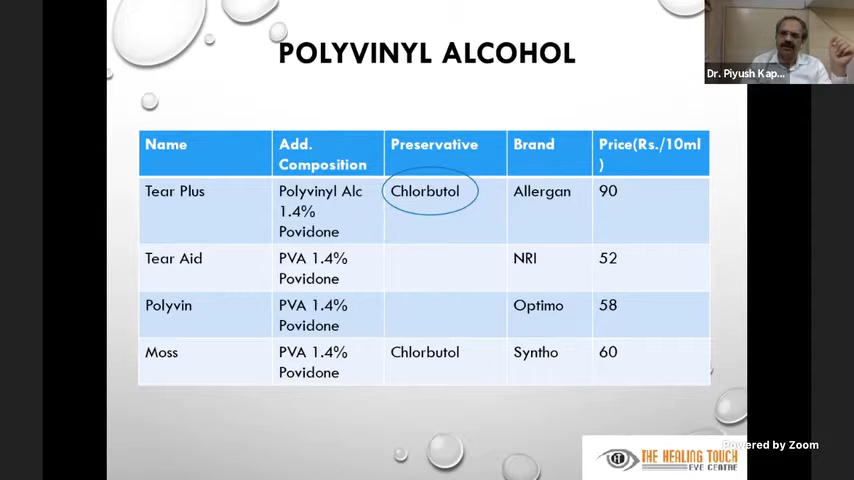 POLYVINYL ALCOHOL
Dr. Piyush Kap...
Name Add. Composition Preservative Brand Price(Rs./10ml)
Tear Plus Polyvinyl Alc 1.4% Povidone Chlorbutol Allergan 90
Tear Aid PVA 1.4% Povidone NRI 52
Polyvin PVA 1.4% Povidone Optimo 58
Moss PVA 1.4% Povidone Chlorbutol Syntho 60
Powered by Zoom
THE HEALING TOUCH
EYE CENTRE